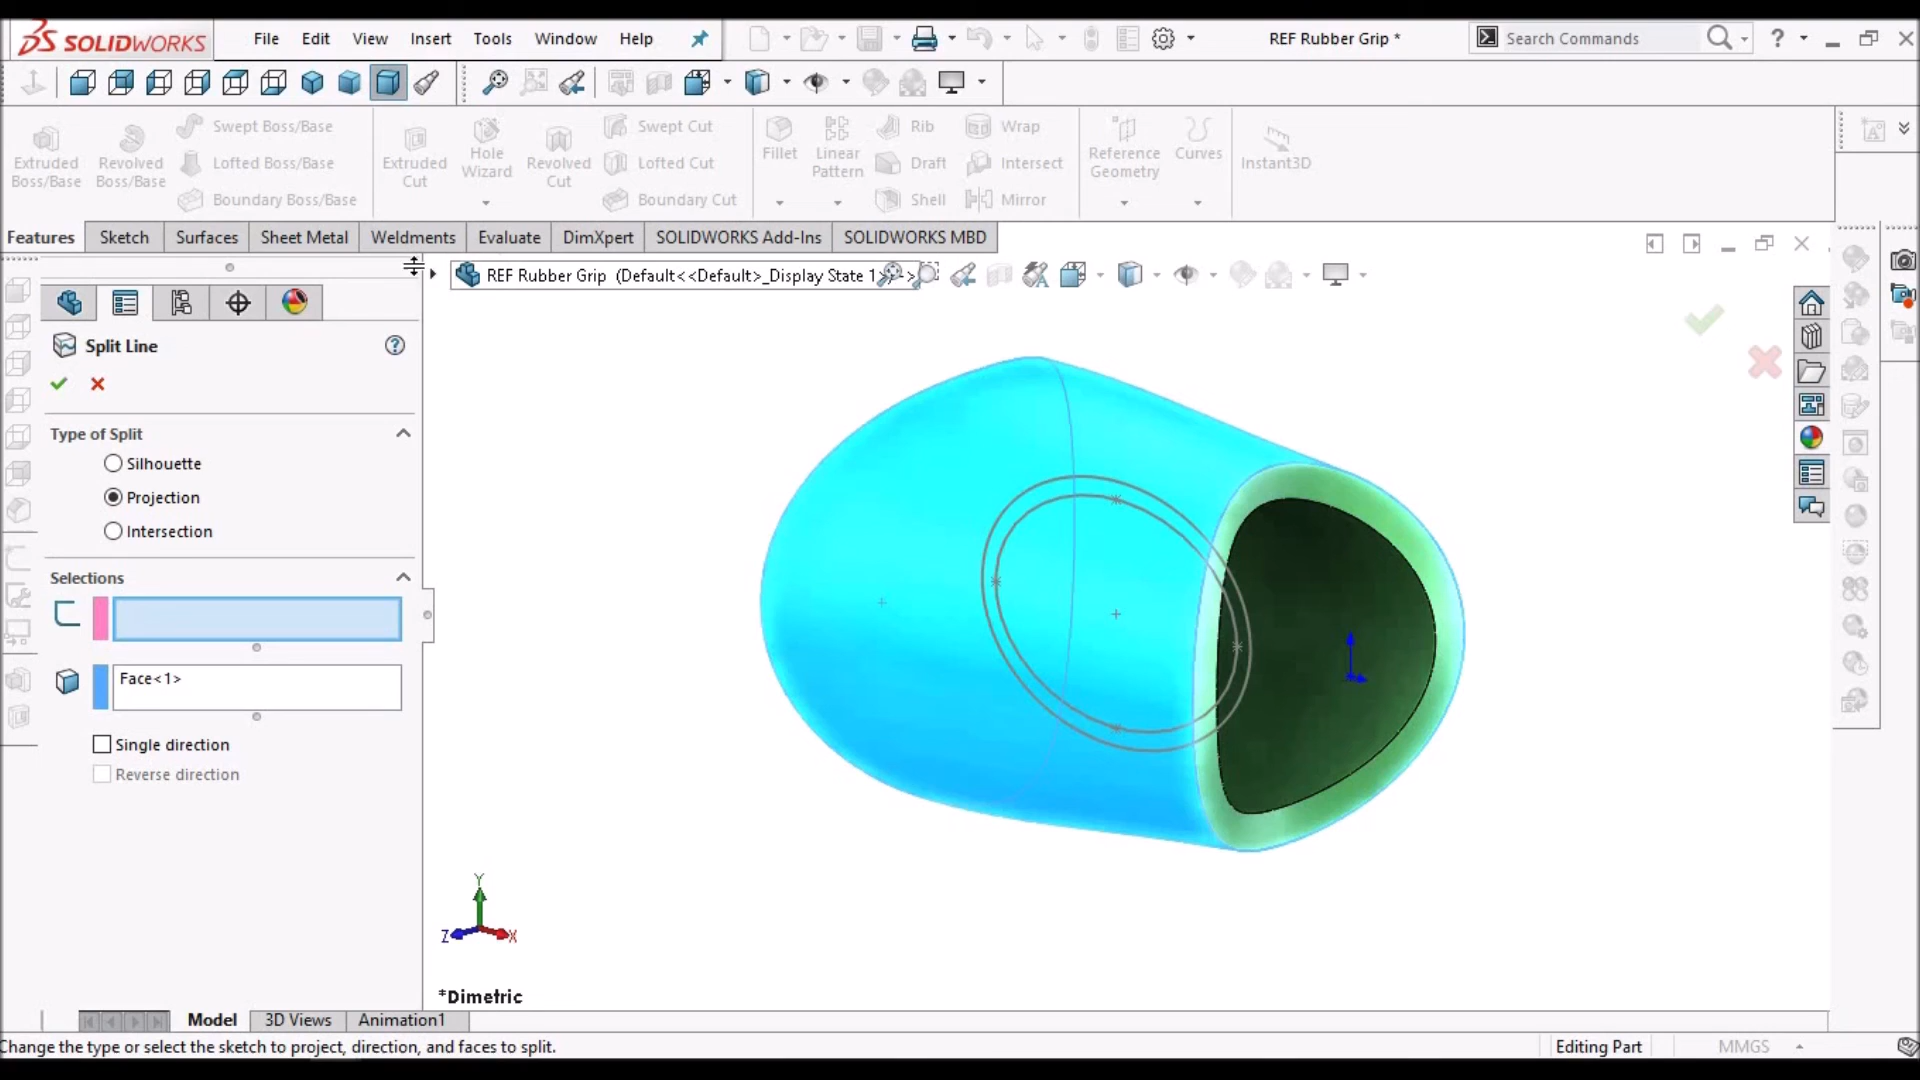 SOLIDWORKS File Edit View Insert Tools Window Help REF Rubber Grip * Search Commands ?
Extruded Boss/Base
Revolved Boss/Base
Swept Boss/Base
Lofted Boss/Base
Boundary Boss/Base
Extruded Cut
Hole Wizard
Revolved Cut
Swept Cut
Lofted Cut
Boundary Cut
Fillet
Linear Pattern
Rib
Draft
Shell
Wrap
Intersect
Mirror
Reference Geometry
Curves
Instant3D
Features Sketch Surfaces Sheet Metal Weldments Evaluate DimXpert SOLIDWORKS Add-Ins SOLIDWORKS MBD
REF Rubber Grip (Default<<Default>_Display State 1>
Split Line
Type of Split
Silhouette
Projection
Intersection
Selections
Face<1>
Single direction
Reverse direction
Y
Z X
*Dimetric
Model 3D Views Animation1
Change the type or select the sketch to project, direction, and faces to split. Editing Part MMGS